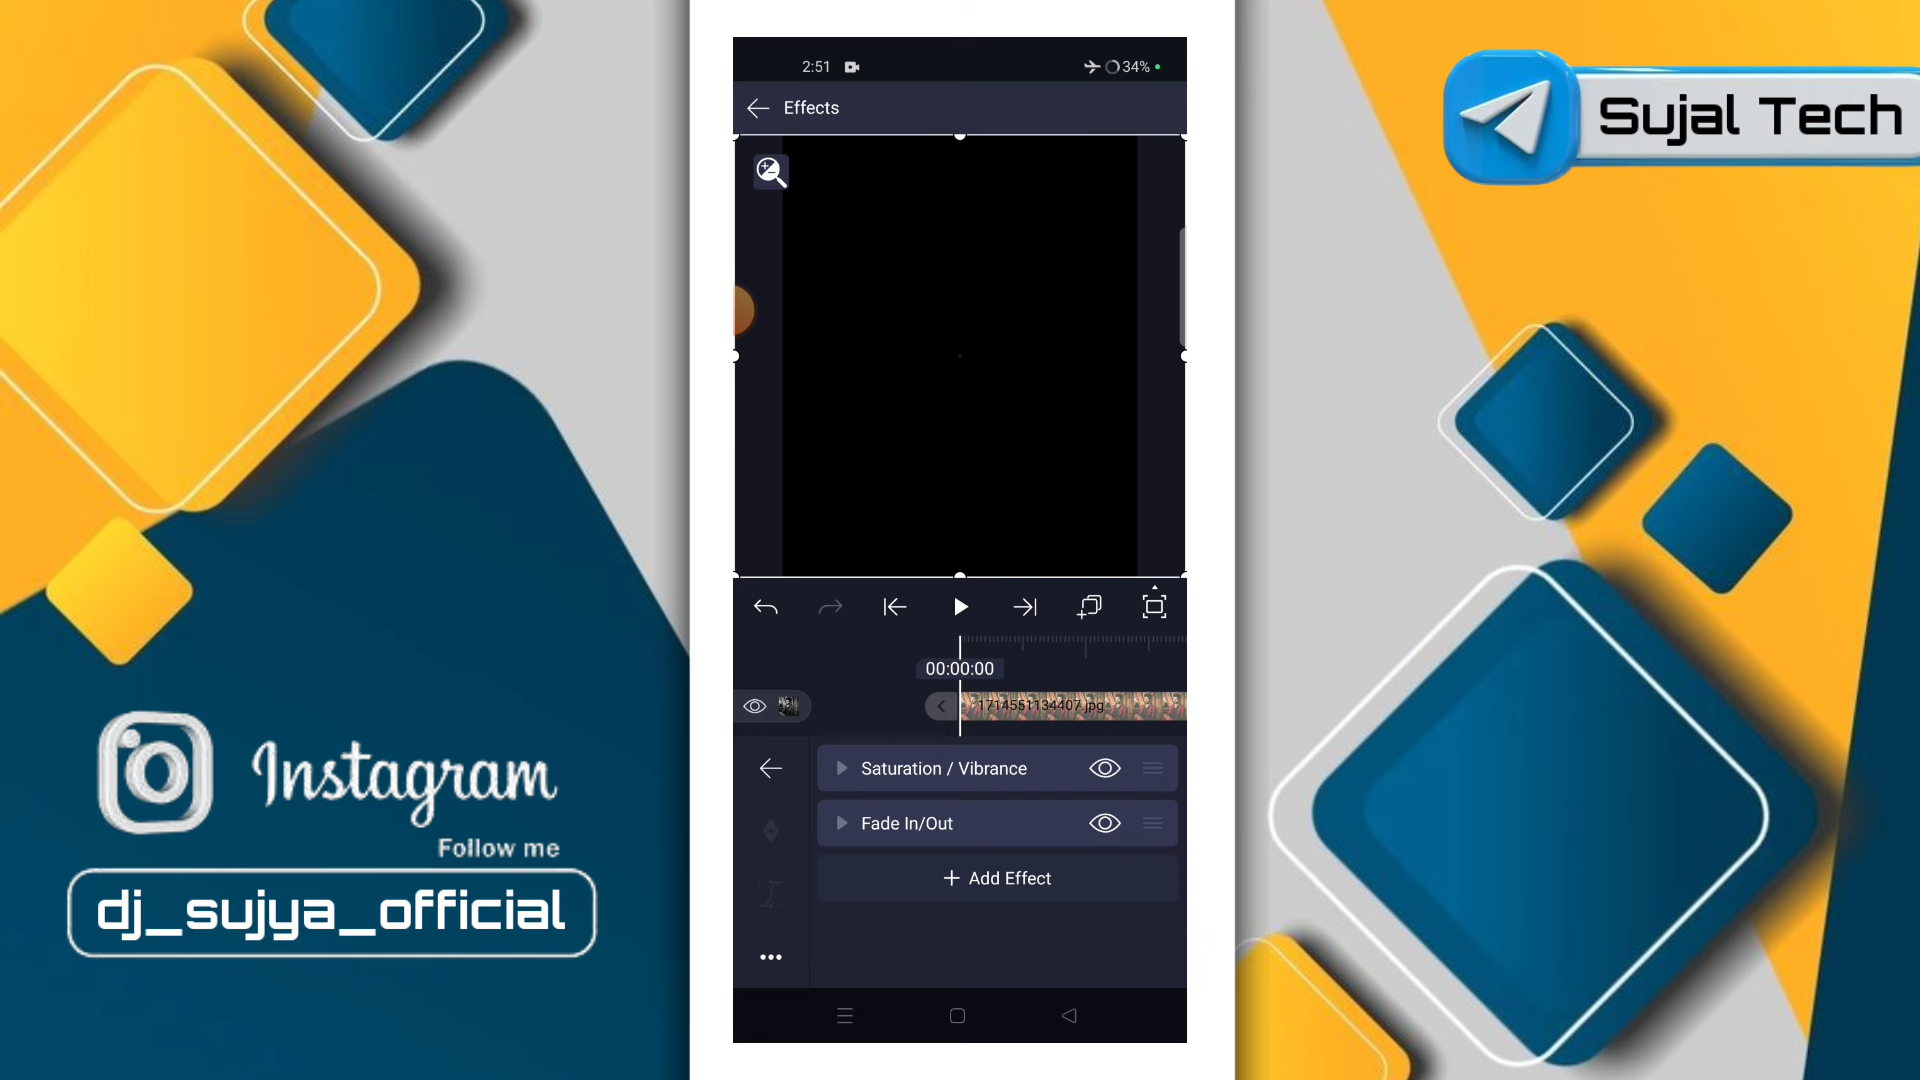 2:51
34%
Effects
Sujal Tech
00:00:00
1714551134407.jpg
Saturation / Vibrance
Fade In/Out
+ Add Effect
Instagram
Follow me
dj_sujya_official